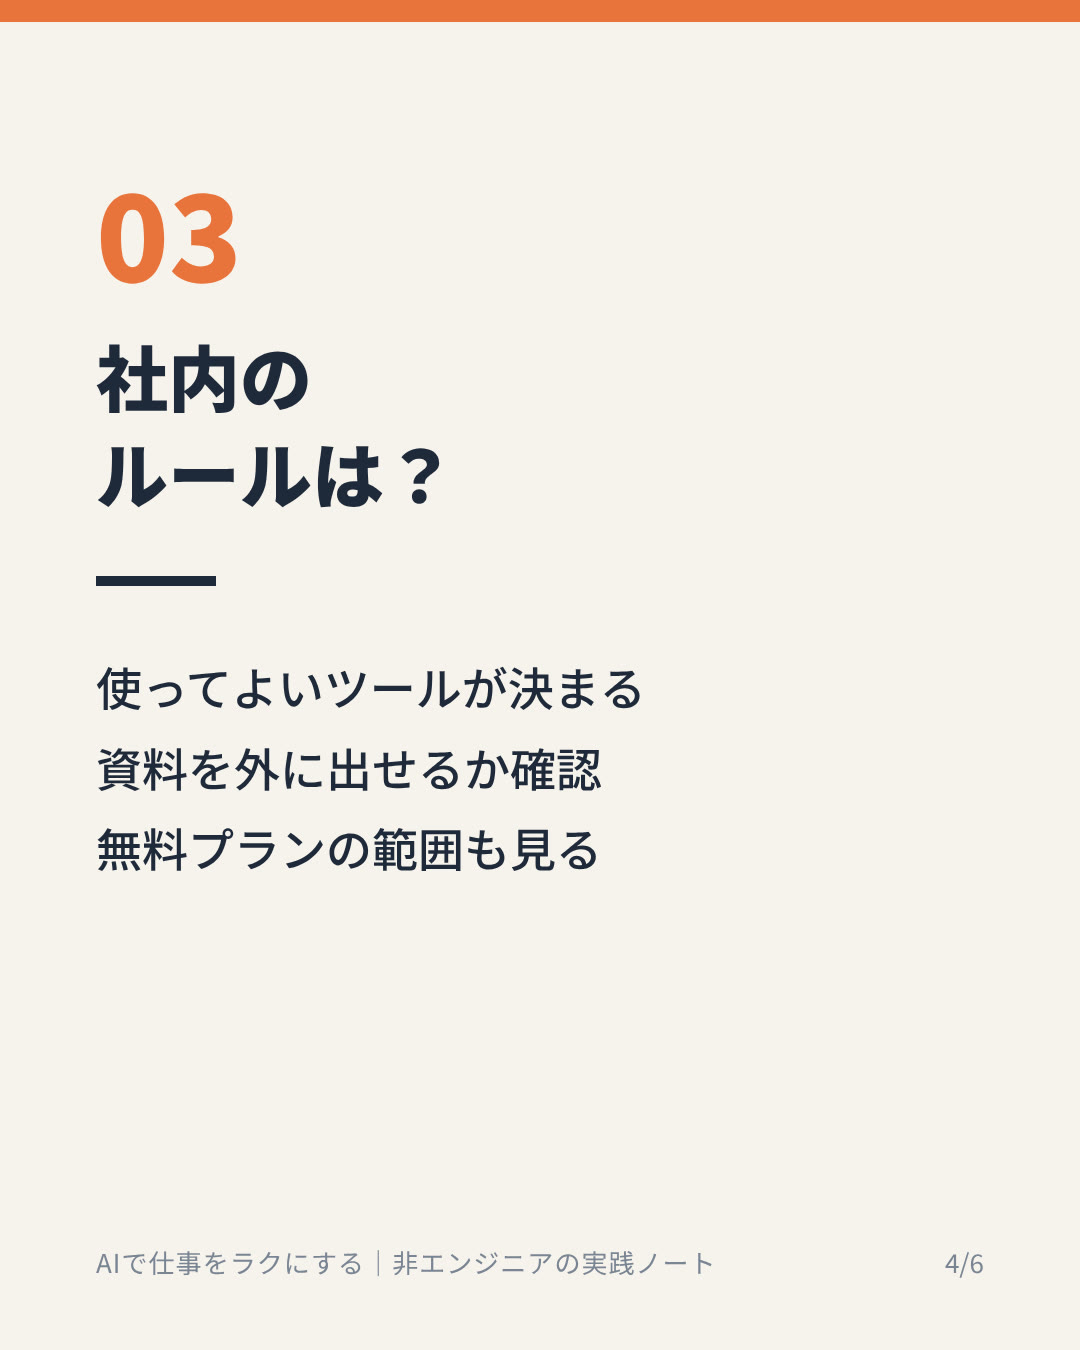 03
社内の
ルールは？
使ってよいツールが決まる
資料を外に出せるか確認
無料プランの範囲も見る
AIで仕事をラクにする｜非エンジニアの実践ノート
4/6